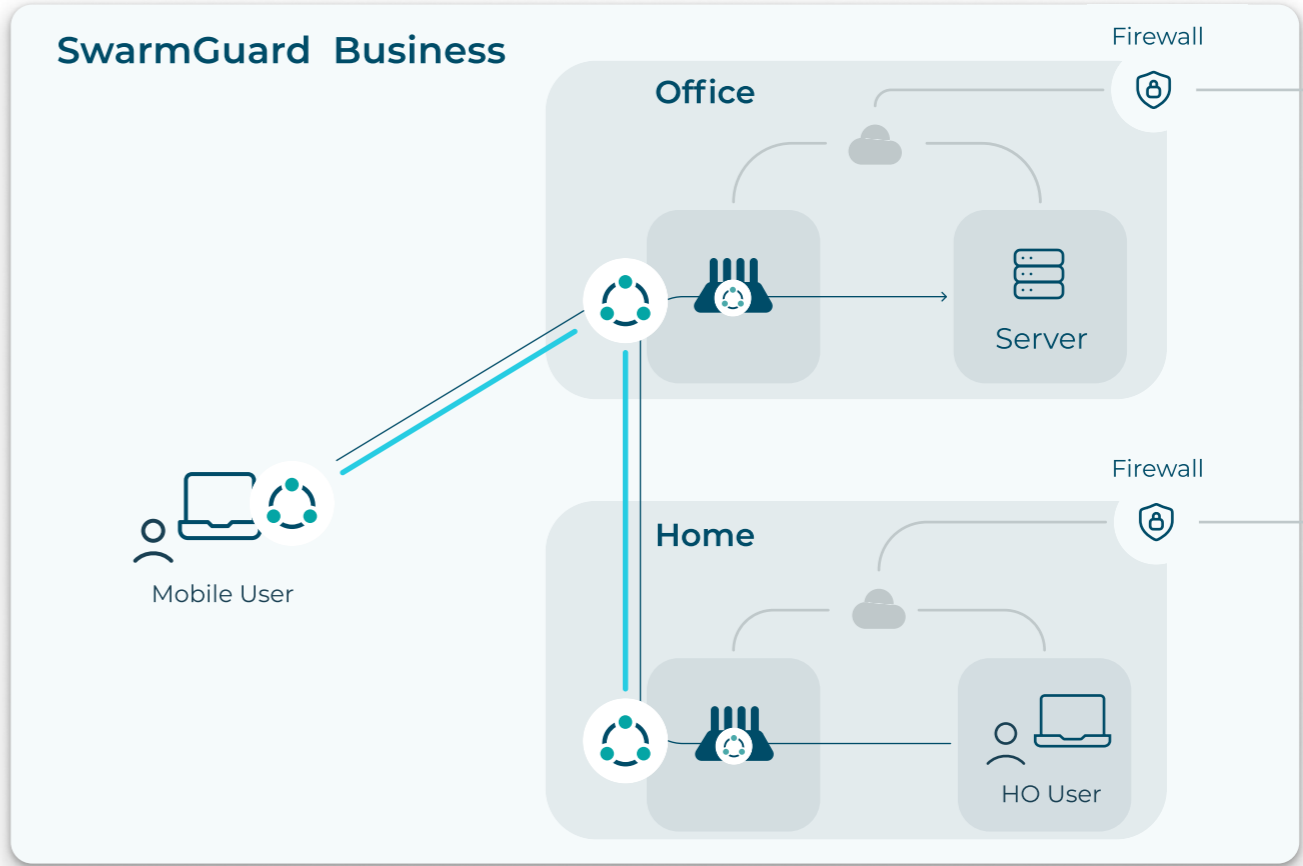 SwarmGuard Business
Firewall
Office
Server
Mobile User
Firewall
Home
HO User